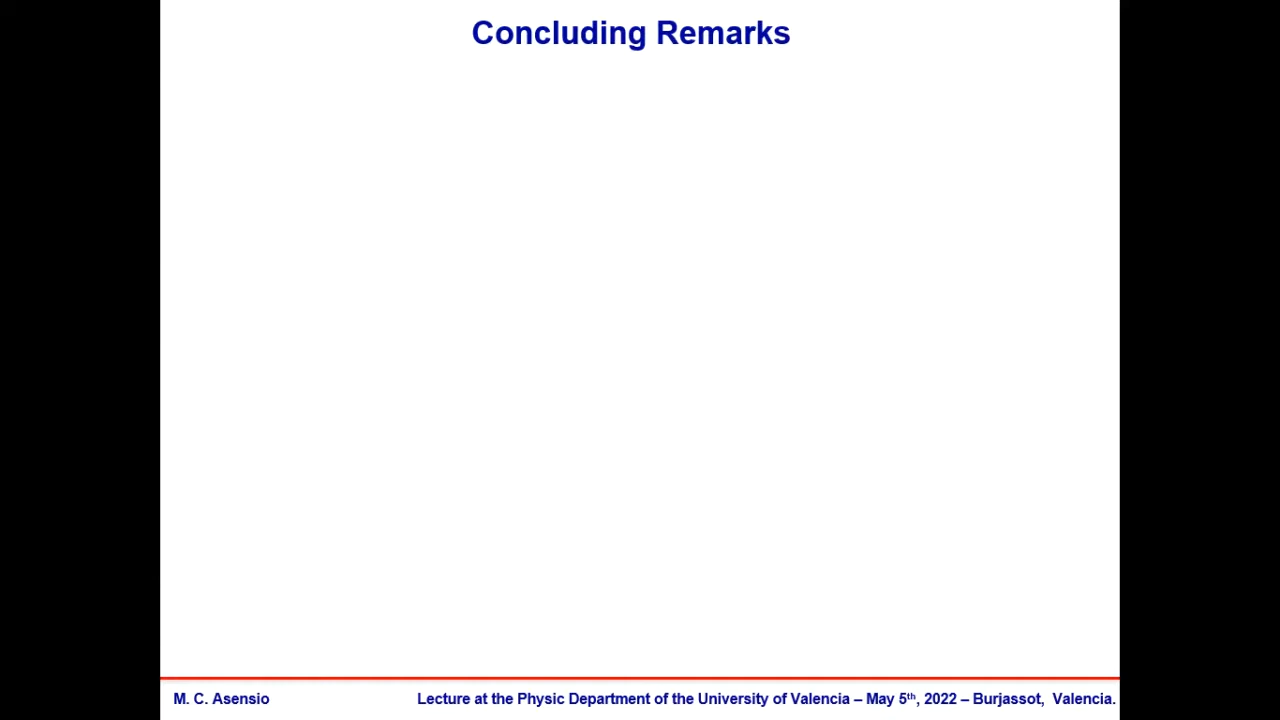 Concluding Remarks
M. C. Asensio
Lecture at the Physic Department of the University of Valencia – May 5th, 2022 – Burjassot, Valencia.